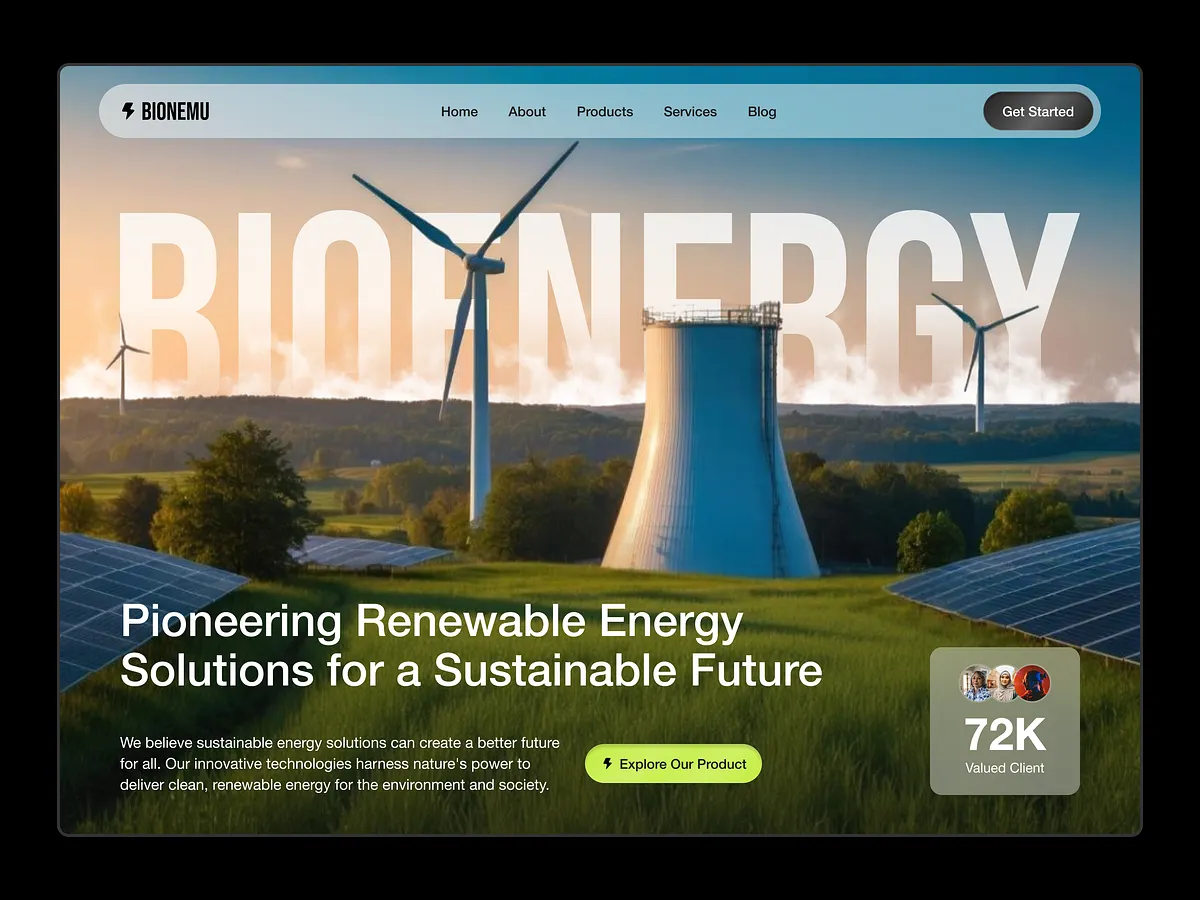 BIONEMU
Home
About
Products
Services
Blog
Get Started
BIOENERGY
Pioneering Renewable Energy
Solutions for a Sustainable Future
We believe sustainable energy solutions can create a better future
for all. Our innovative technologies harness nature's power to
deliver clean, renewable energy for the environment and society.
Explore Our Product
72K
Valued Client